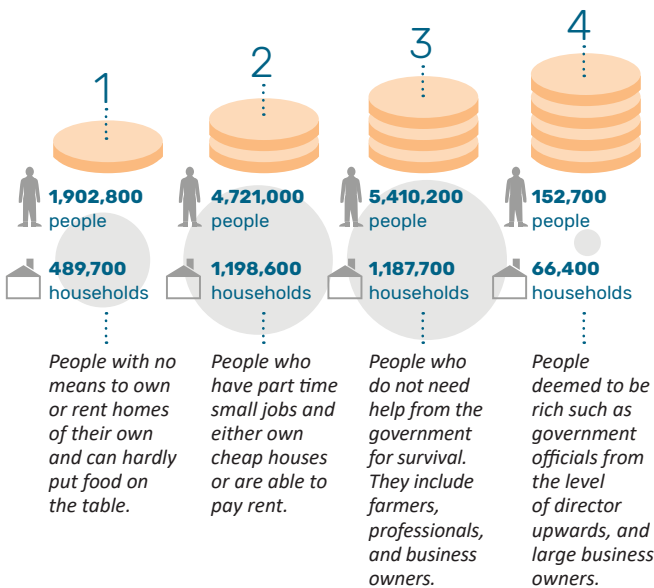 1
1,902,800
people
489,700
households
People with no
means to own
or rent homes
of their own
and can hardly
put food on
the table.
2
4,721,000
people
1,198,600
households
People who
have part time
small jobs and
either own
cheap houses
or are able to
pay rent.
3
5,410,200
people
1,187,700
households
People who
do not need
help from the
government
for survival.
They include
farmers,
professionals,
and business
owners.
4
152,700
people
66,400
households
People
deemed to be
rich such as
government
officials from
the level
of director
upwards, and
large business
owners.